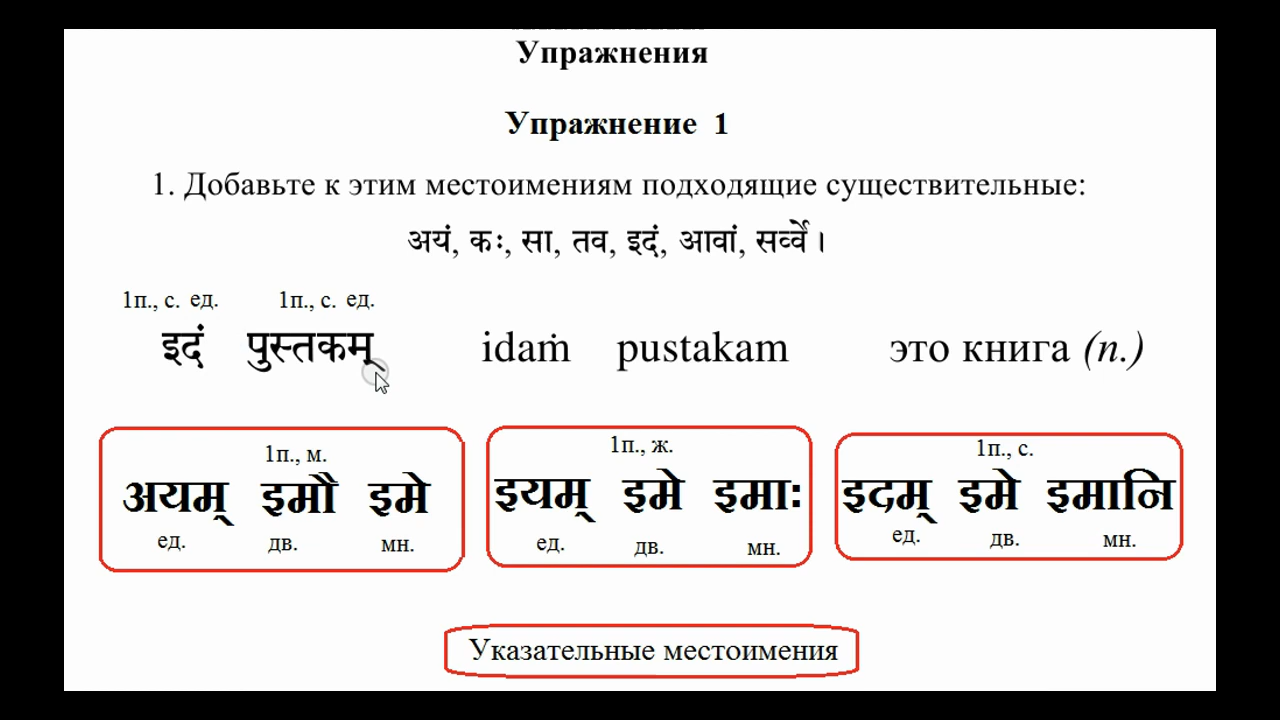 Упражнения
Упражнение 1
1. Добавьте к этим местоимениям подходящие существительные:
अयं, कः, सा, तव, इदं, आवां, सर्व्वे ।
1п., с. ед. 1п., с. ед.
इदं पुस्तकम् idaṁ pustakam это книга (n.)
1п., м. 1п., ж. 1п., с.
अयम् इमौ इमे इयम् इमे इमाः इदम् इमे इमानि
ед. дв. мн. ед. дв. мн. ед. дв. мн.
Указательные местоимения